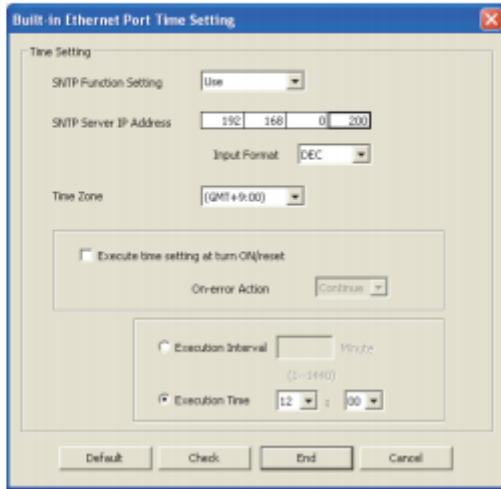 Built-in Ethernet Port Time Setting
Time Setting
SNTP Function Setting Use
SNTP Server IP Address 192 168 0 200
Input Format DEC
Time Zone (GMT+9:00)
Execute time setting at turn ON/reset
On-error Action Continue
Execution Interval Minute
(1--1440)
Execution Time 12 : 00
Default Check End Cancel